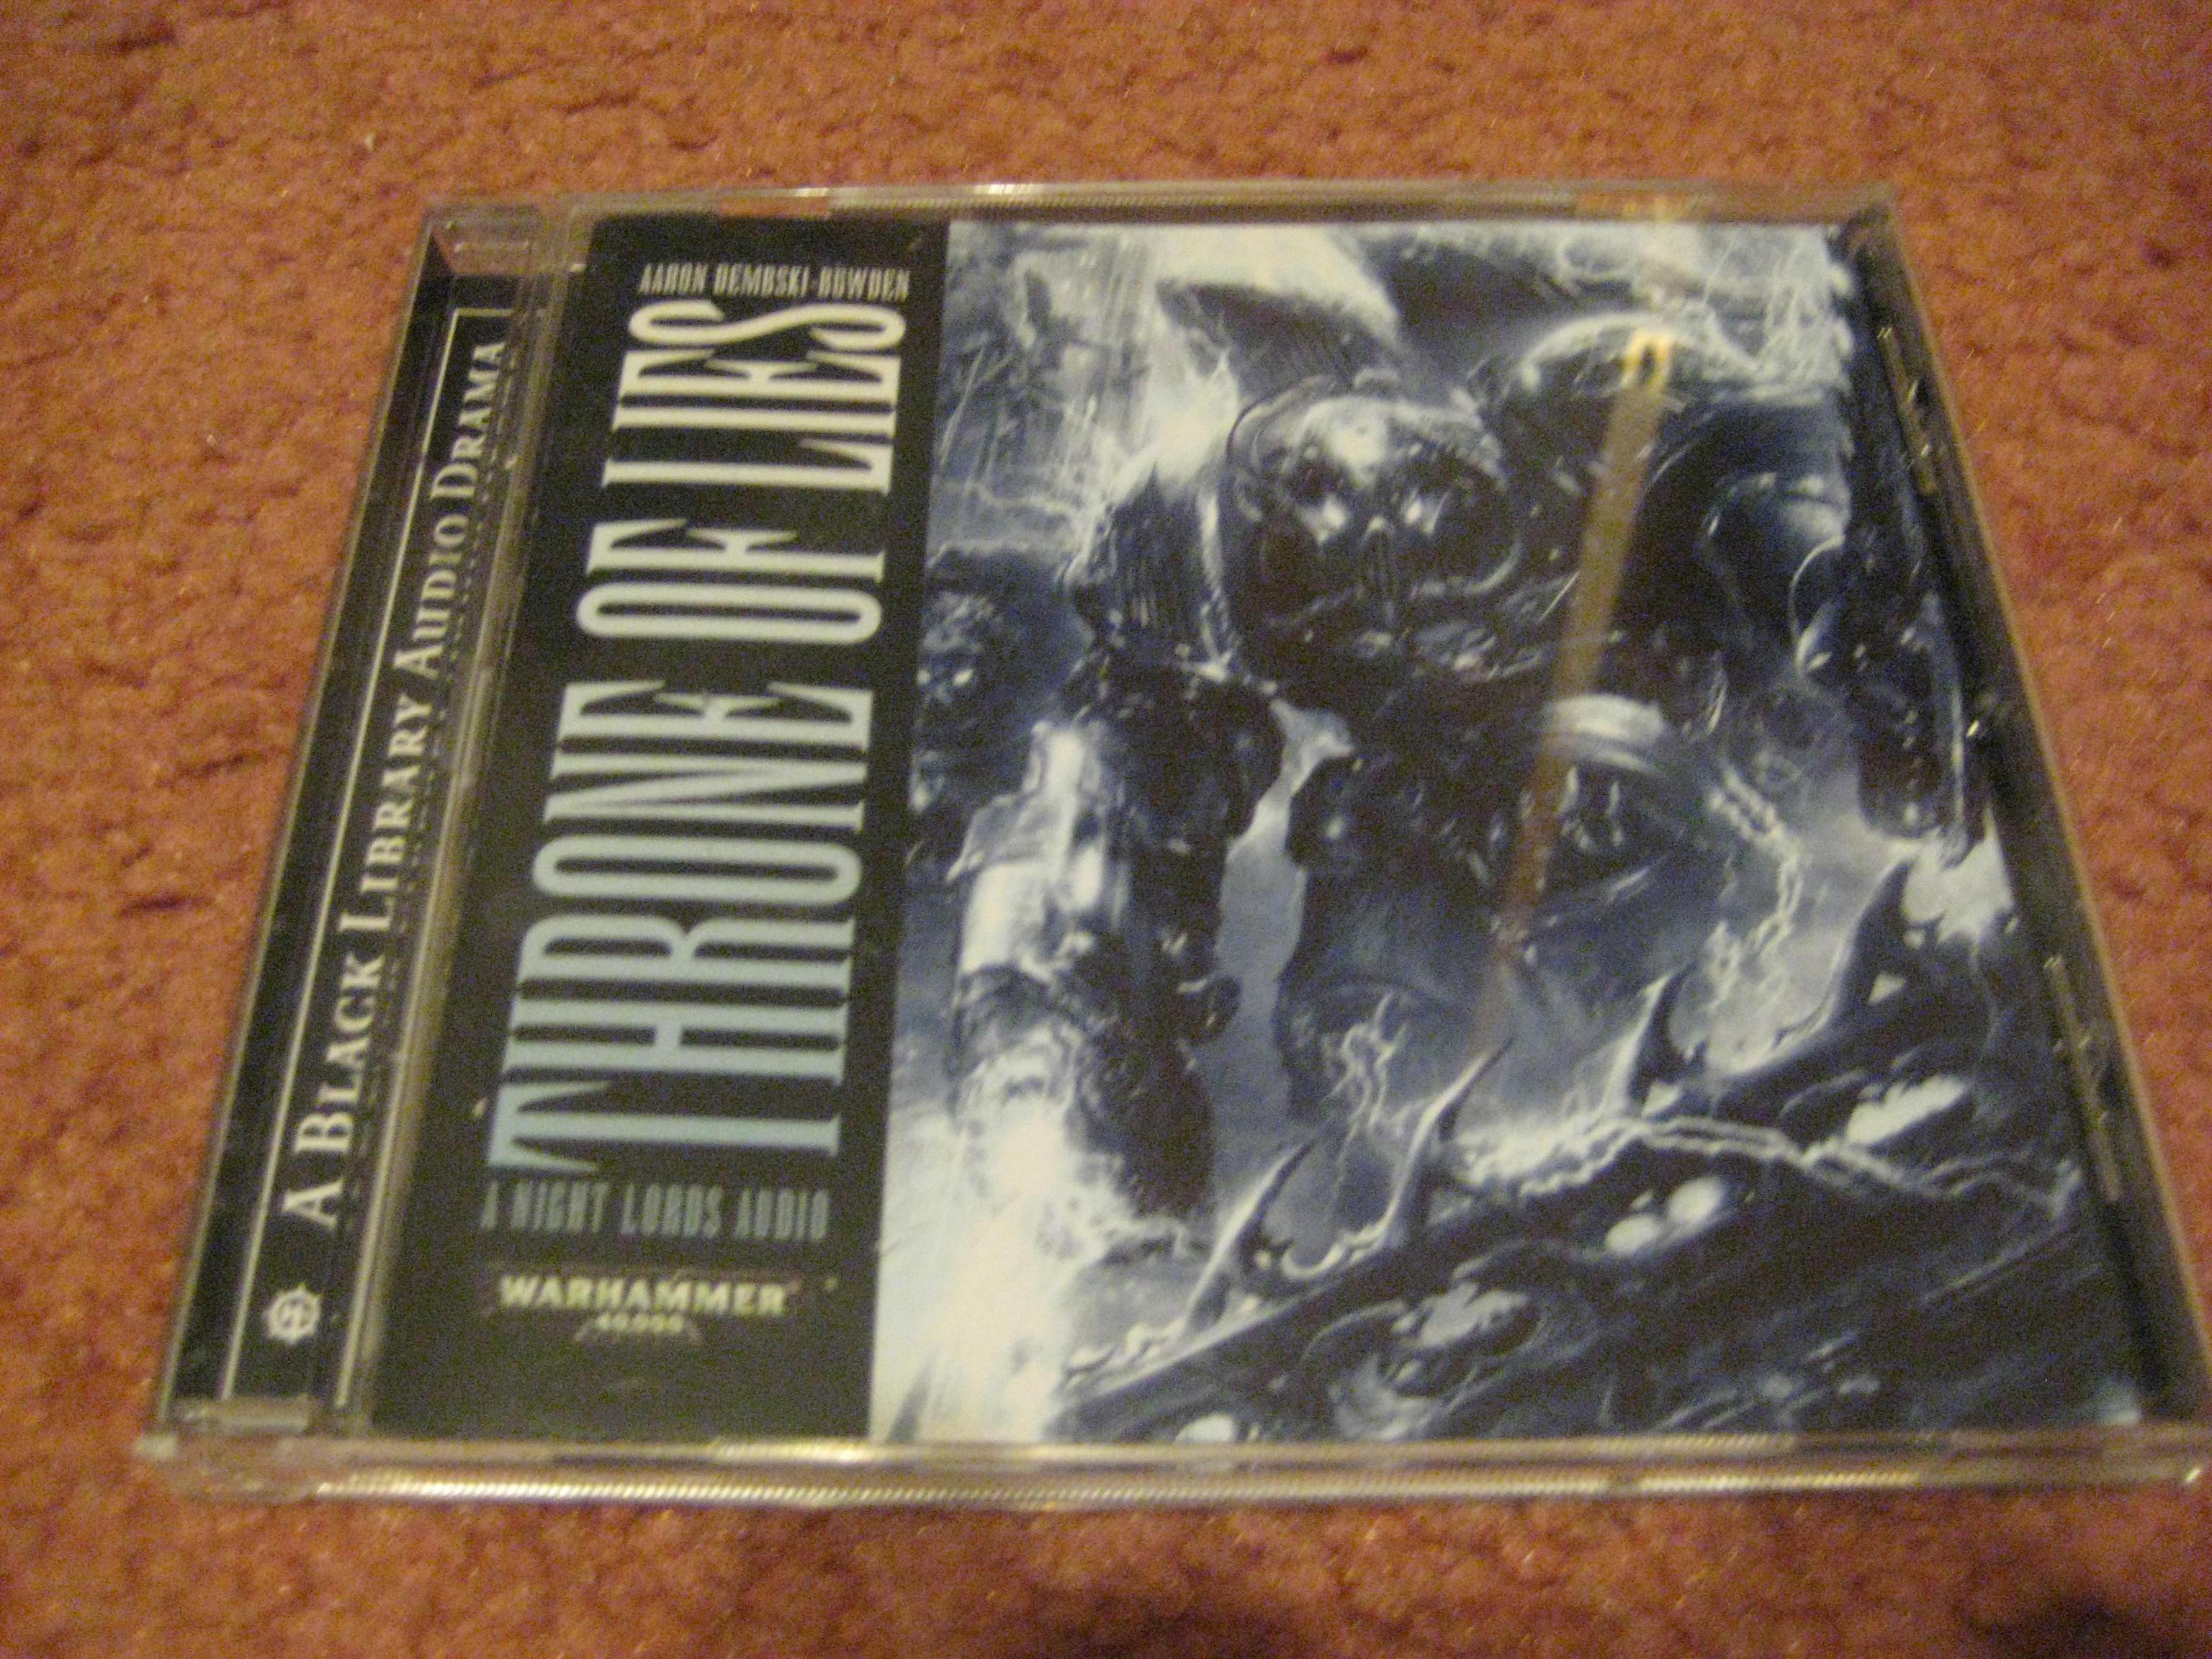 A BLACK LIBRARY AUDIO DRAMA
AARON DEMBSKI-BOWDEN
THRONE OF LIES
A NIGHT LORDS AUDIO
WARHAMMER
40,000